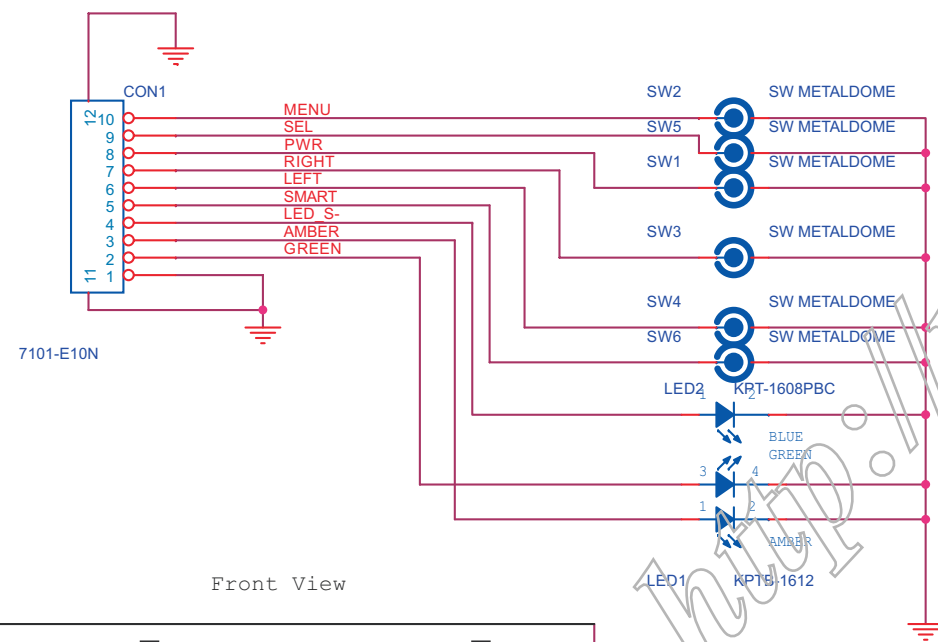 CON1
SW2 SW METALDOME
12
10 MENU
SW5 SW METALDOME
9 SEL
8 PWR
SW1 SW METALDOME
7 RIGHT
6 LEFT
5 SMART
4 LED_S-
SW3 SW METALDOME
3 AMBER
2 GREEN
11
1
SW4 SW METALDOME
SW6 SW METALDOME
7101-E10N
LED2 KPT-1608PBC
1 2
BLUE
GREEN
3 4
1 2
AMBER
LED1 KPTB-1612
Front View
http://